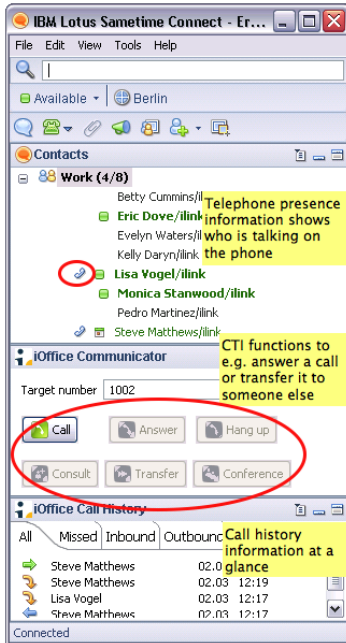 IBM Lotus Sametime Connect - Er...
File Edit View Tools Help
Available Berlin
Contacts
Work (4/8)
Betty Cummins/il
Telephone presence
information shows
who is talking on
the phone
Eric Dove/ilink
Evelyn Waters/il
Kelly Daryn/ilink
Lisa Vogel/ilink
Monica Stanwood/ilink
Pedro Martinez/ilink
Steve Matthews/ilink
CTI functions to
e.g. answer a call
or transfer it to
someone else
iOffice Communicator
Target number 1002
Call Answer Hang up
Consult Transfer Conference
iOffice Call History
All Missed Inbound Outbound
Call history
information at a
glance
Steve Matthews 02.0
Steve Matthews 02.03 12:19
Lisa Vogel 02.03 12:17
Steve Matthews 02.03 12:17
Connected